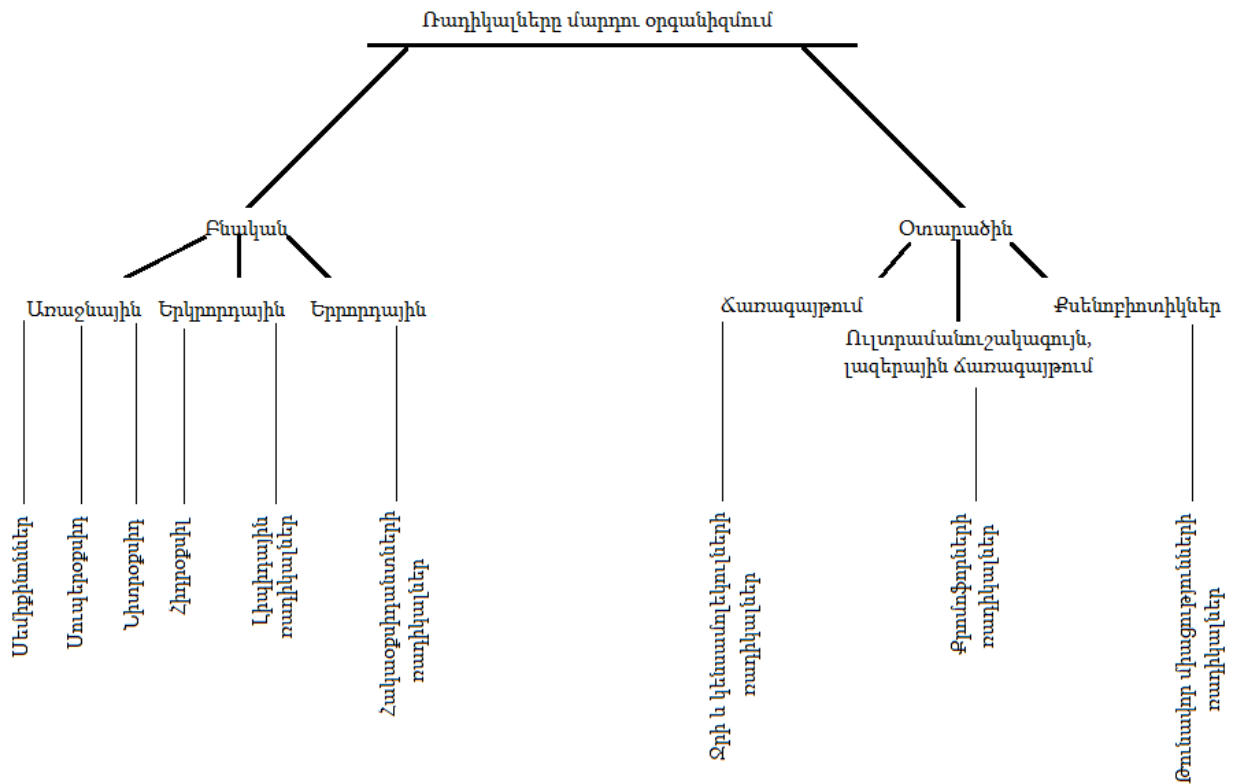 Ռադիկալները մարդու օրգանիզմում
Բնական
Օտարածին
Առաջնային
Երկրորդային
Երրորդային
Ճառագայթում
Ուլտրամանուշակագույն,
լազերային ճառագայթում
Քսենոբիոտիկներ
Սեմիքինոններ
Սուպերօքսիդ
Նիտրօքսիդ
Հիդրօքսիլ
Լիպիդային
ռադիկալներ
Հակաօքսիդանտների
ռադիկալներ
Ջրի և կենսամոլեկուլների
ռադիկալներ
Քրոմոֆորների
ռադիկալներ
Թունավոր միացությունների
ռադիկալներ